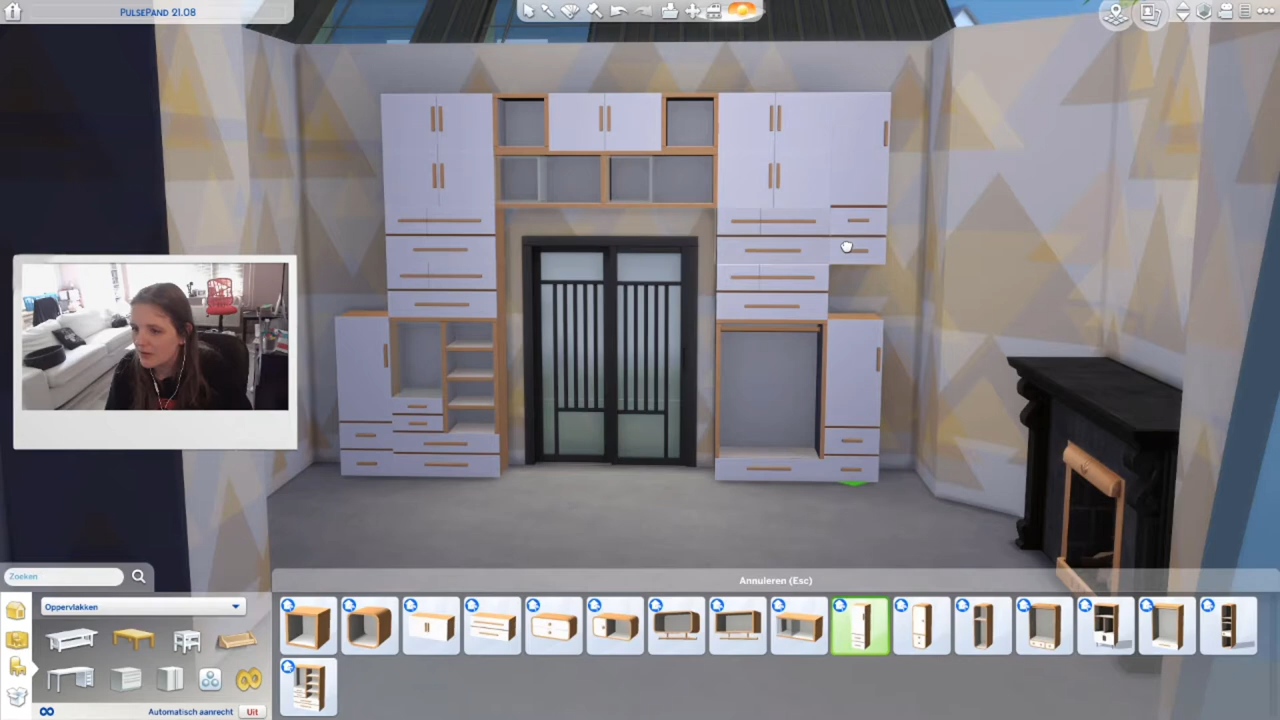 PulsePand 21.08
Annuleren (Esc)
Zoeken
Oppervlakken
Automatisch aanrecht
Uit